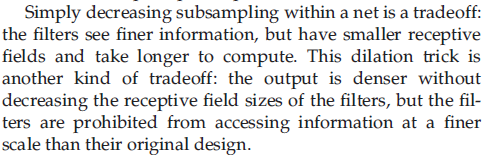 Simply decreasing subsampling within a net is a tradeoff:
the filters see finer information, but have smaller receptive
fields and take longer to compute. This dilation trick is
another kind of tradeoff: the output is denser without
decreasing the receptive field sizes of the filters, but the fil-
ters are prohibited from accessing information at a finer
scale than their original design.